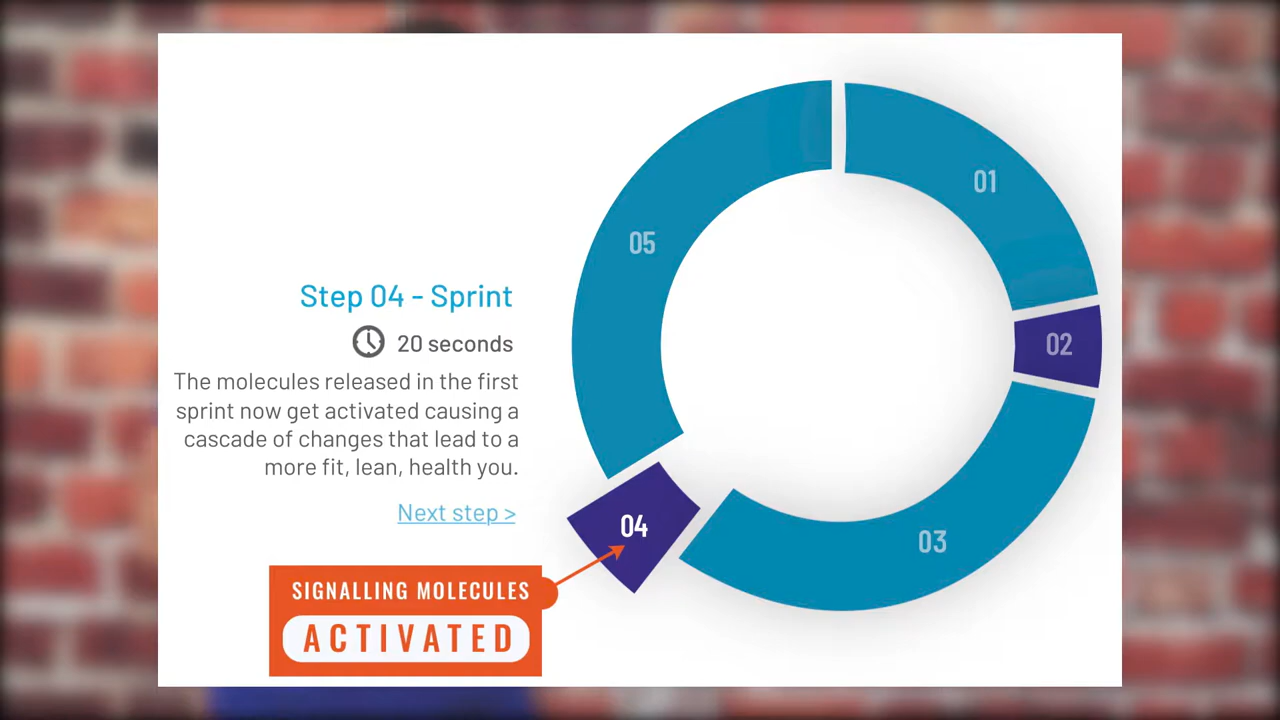 Step 04 - Sprint
20 seconds
The molecules released in the first
sprint now get activated causing a
cascade of changes that lead to a
more fit, lean, health you.
Next step >
SIGNALLING MOLECULES
ACTIVATED
01
02
03
04
05